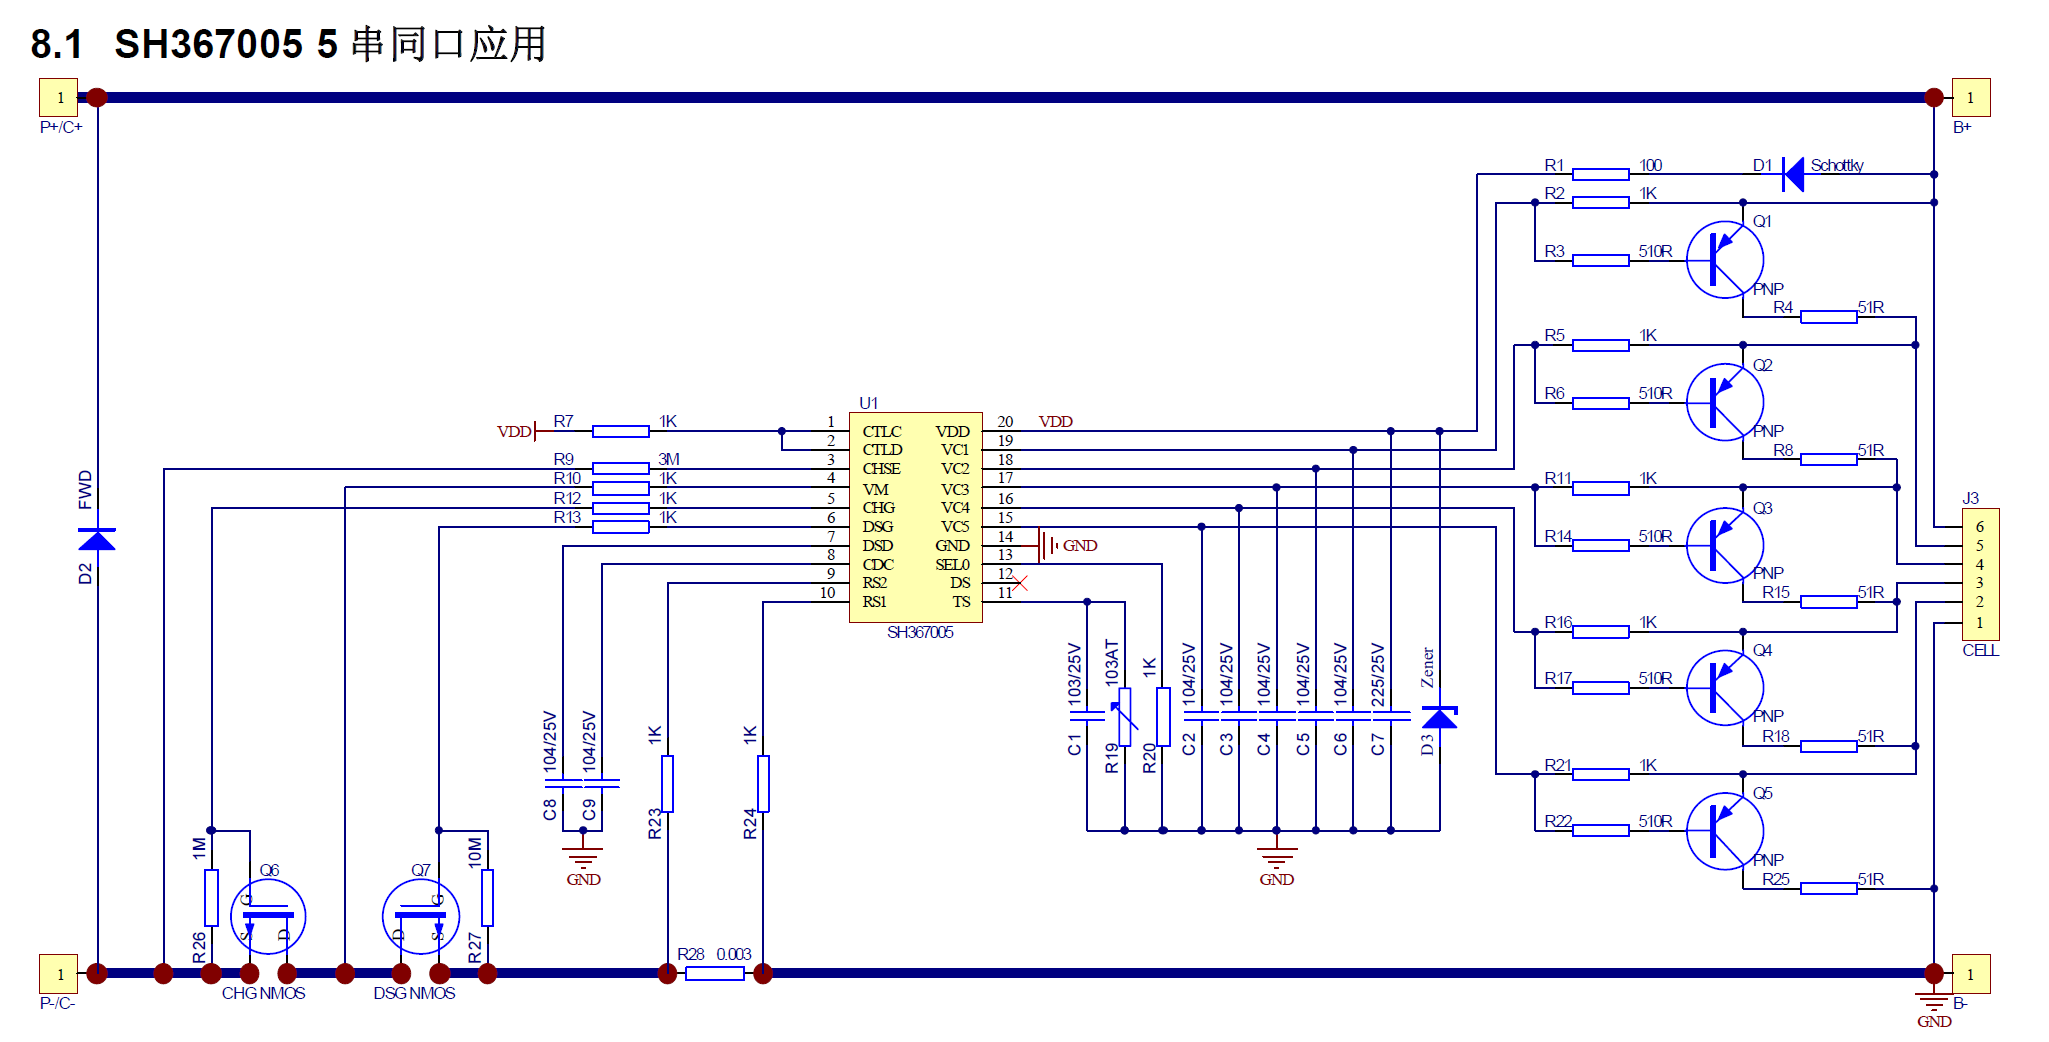 8.1 SH367005 5 串同口应用
1
P+/C+
1
B+
R1 100 D1 Schottky
R2 1K
Q1
R3 510R
PNP
R4 51R
R5 1K
Q2
R6 510R
PNP
R8 51R
U1
VDD R7 1K 1 CTLC VDD 20 VDD
2 CTLD VC1 19
R9 3M 3 CHSE VC2 18
R10 1K 4 VM VC3 17
R12 1K 5 CHG VC4 16
R13 1K 6 DSG VC5 15
7 DSD GND 14 GND
8 CDC SEL0 13
9 RS2 DS 12
10 RS1 TS 11
SH367005
R11 1K
Q3
R14 510R
PNP
R15 51R
J3
6
5
4
3
2
1
CELL
R16 1K
Q4
R17 510R
PNP
R18 51R
R21 1K
Q5
R22 510R
PNP
R25 51R
D2 FWD
C8 104/25V
C9 104/25V
GND
R23 1K
R24 1K
C1 103/25V
R19 103AT
R20 1K
C2 104/25V
C3 104/25V
C4 104/25V
C5 104/25V
C6 104/25V
C7 225/25V
D3 Zener
GND
R26 1M
Q6
G
S D
CHG NMOS
Q7
G
D S
DSG NMOS
R27 10M
R28 0.003
1
P-/C-
1
B-
GND